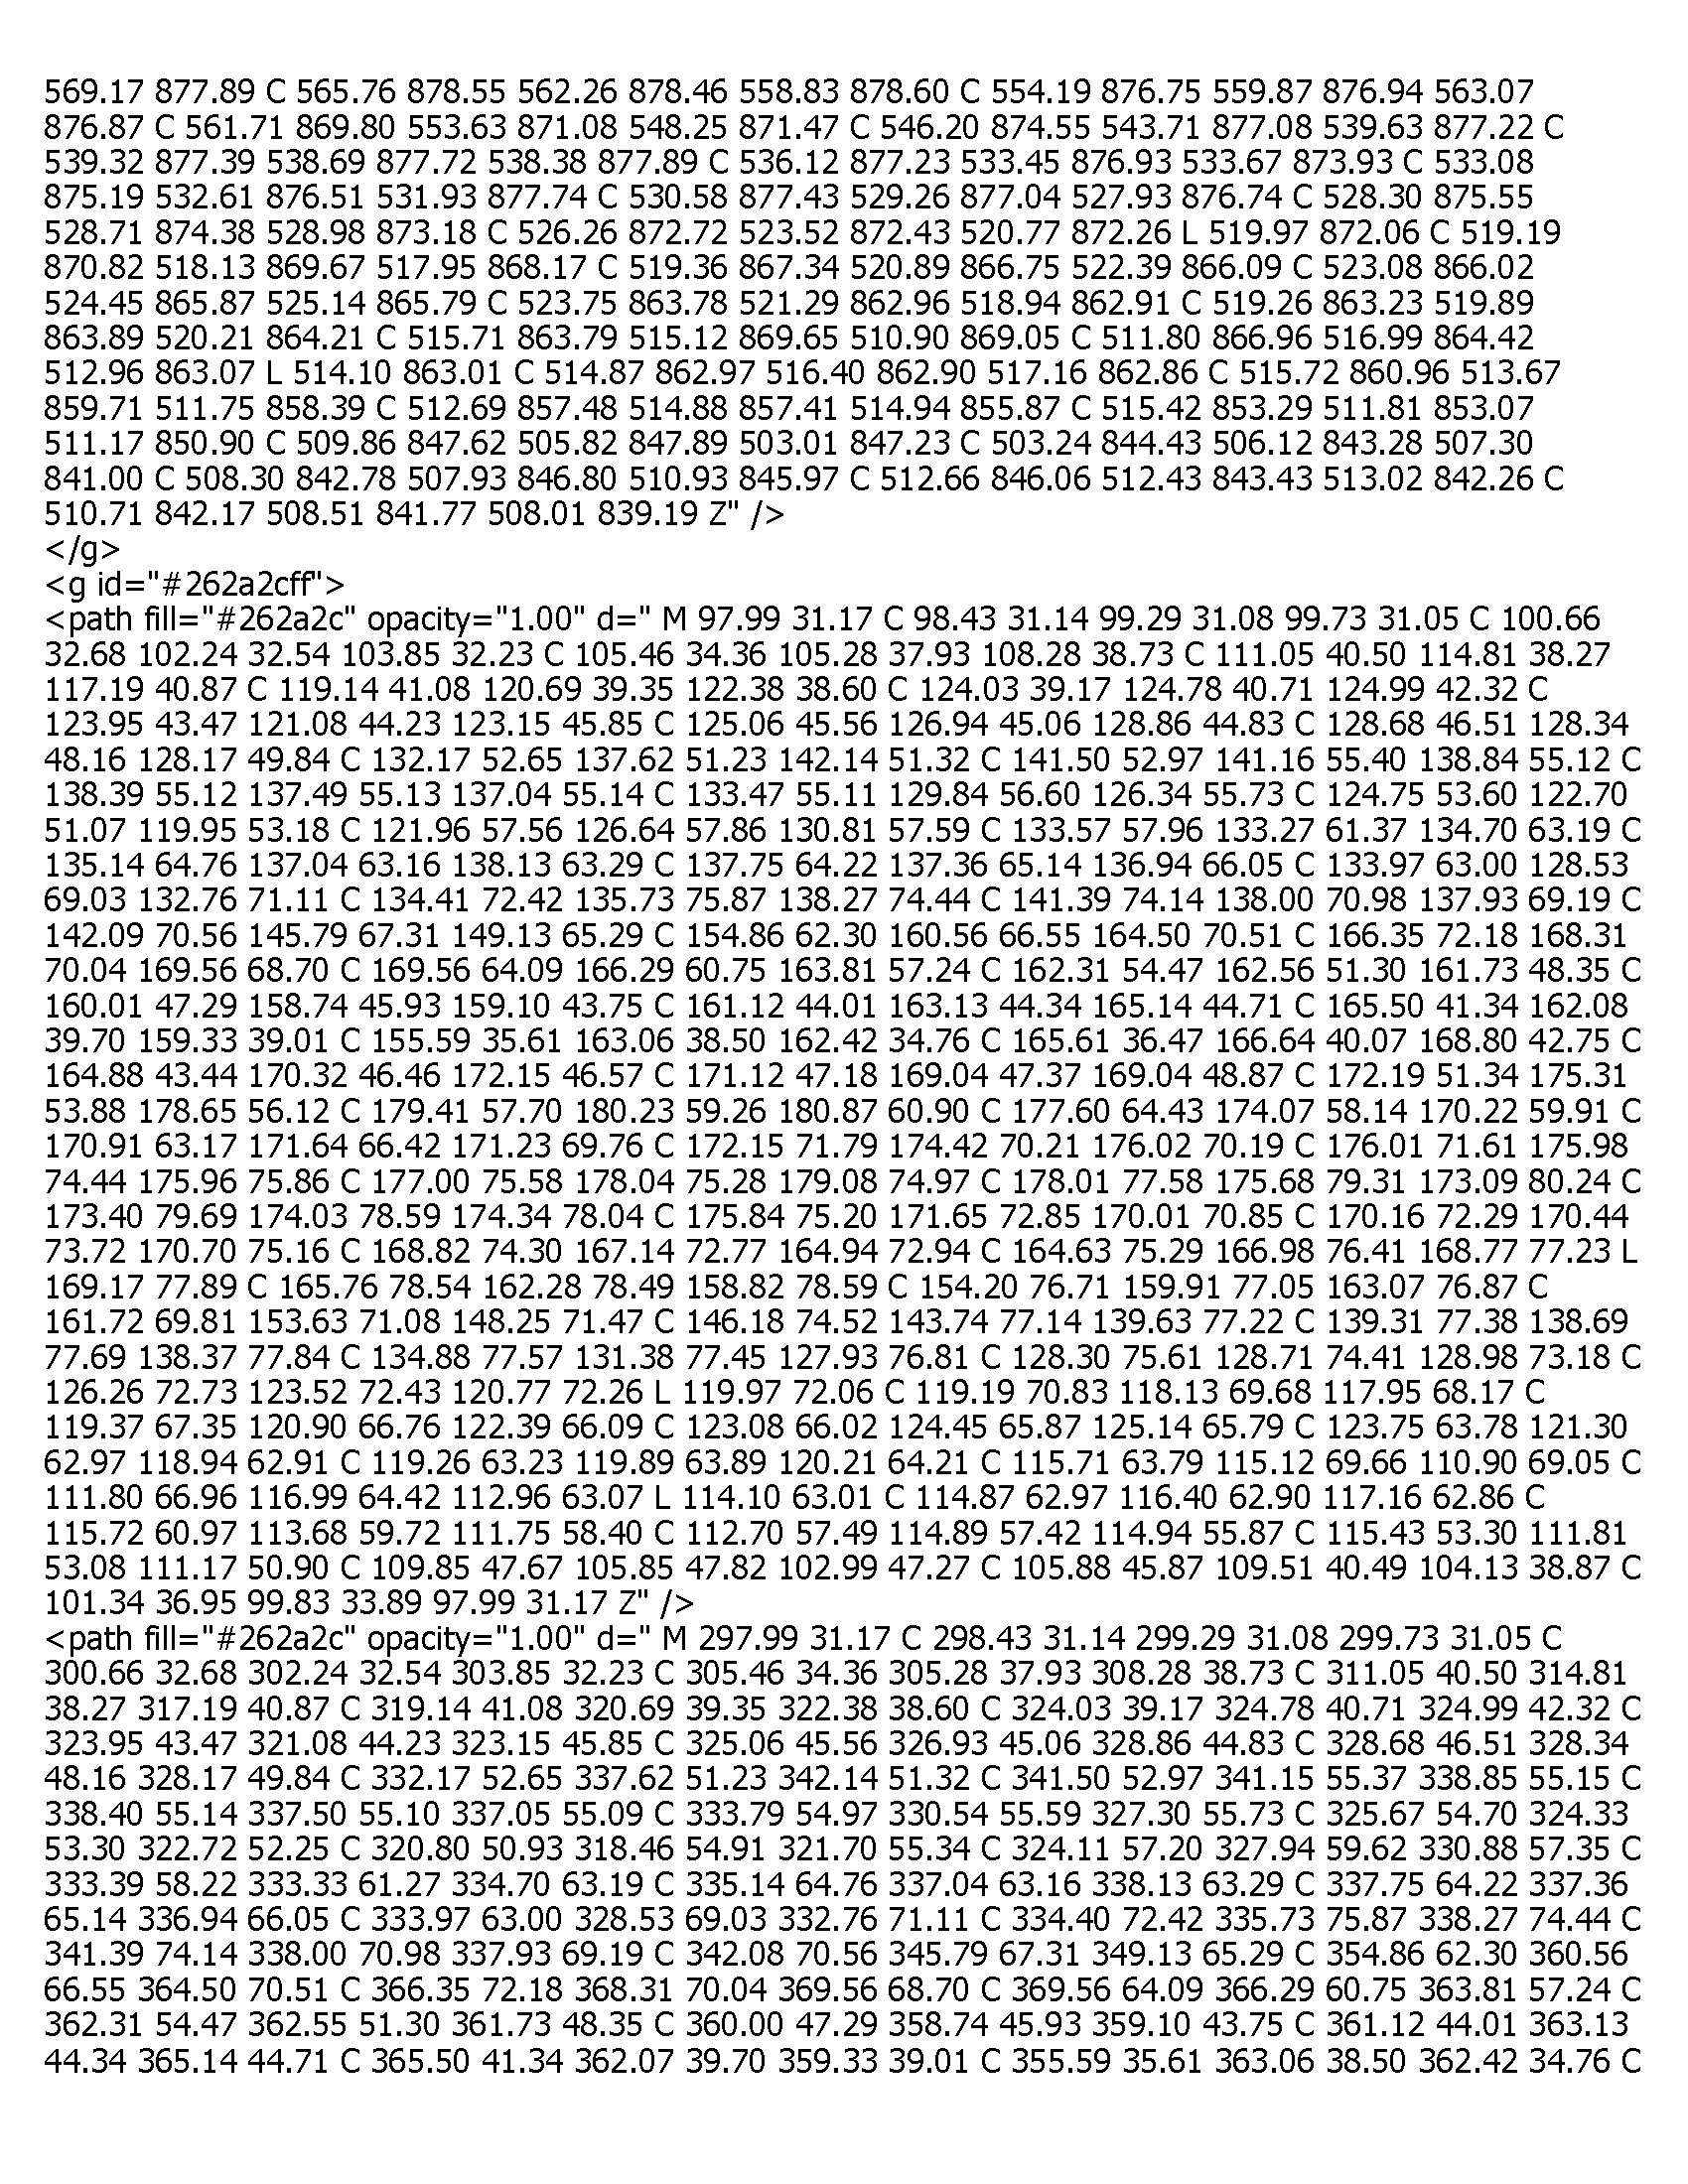 569.17 877.89 C 565.76 878.55 562.26 878.46 558.83 878.60 C 554.19 876.75 559.87 876.94 563.07
876.87 C 561.71 869.80 553.63 871.08 548.25 871.47 C 546.20 874.55 543.71 877.08 539.63 877.22 C
539.32 877.39 538.69 877.72 538.38 877.89 C 536.12 877.23 533.45 876.93 533.67 873.93 C 533.08
875.19 532.61 876.51 531.93 877.74 C 530.58 877.43 529.26 877.04 527.93 876.74 C 528.30 875.55
528.71 874.38 528.98 873.18 C 526.26 872.72 523.52 872.43 520.77 872.26 L 519.97 872.06 C 519.19
870.82 518.13 869.67 517.95 868.17 C 519.36 867.34 520.89 866.75 522.39 866.09 C 523.08 866.02
524.45 865.87 525.14 865.79 C 523.75 863.78 521.29 862.96 518.94 862.91 C 519.26 863.23 519.89
863.89 520.21 864.21 C 515.71 863.79 515.12 869.65 510.90 869.05 C 511.80 866.96 516.99 864.42
512.96 863.07 L 514.10 863.01 C 514.87 862.97 516.40 862.90 517.16 862.86 C 515.72 860.96 513.67
859.71 511.75 858.39 C 512.69 857.48 514.88 857.41 514.94 855.87 C 515.42 853.29 511.81 853.07
511.17 850.90 C 509.86 847.62 505.82 847.89 503.01 847.23 C 503.24 844.43 506.12 843.28 507.30
841.00 C 508.30 842.78 507.93 846.80 510.93 845.97 C 512.66 846.06 512.43 843.43 513.02 842.26 C
510.71 842.17 508.51 841.77 508.01 839.19 Z" />
</g>
<g id="#262a2cff">
<path fill="#262a2c" opacity="1.00" d=" M 97.99 31.17 C 98.43 31.14 99.29 31.08 99.73 31.05 C 100.66
32.68 102.24 32.54 103.85 32.23 C 105.46 34.36 105.28 37.93 108.28 38.73 C 111.05 40.50 114.81 38.27
117.19 40.87 C 119.14 41.08 120.69 39.35 122.38 38.60 C 124.03 39.17 124.78 40.71 124.99 42.32 C
123.95 43.47 121.08 44.23 123.15 45.85 C 125.06 45.56 126.94 45.06 128.86 44.83 C 128.68 46.51 128.34
48.16 128.17 49.84 C 132.17 52.65 137.62 51.23 142.14 51.32 C 141.50 52.97 141.16 55.40 138.84 55.12 C
138.39 55.12 137.49 55.13 137.04 55.14 C 133.47 55.11 129.84 56.60 126.34 55.73 C 124.75 53.60 122.70
51.07 119.95 53.18 C 121.96 57.56 126.64 57.86 130.81 57.59 C 133.57 57.96 133.27 61.37 134.70 63.19 C
135.14 64.76 137.04 63.16 138.13 63.29 C 137.75 64.22 137.36 65.14 136.94 66.05 C 133.97 63.00 128.53
69.03 132.76 71.11 C 134.41 72.42 135.73 75.87 138.27 74.44 C 141.39 74.14 138.00 70.98 137.93 69.19 C
142.09 70.56 145.79 67.31 149.13 65.29 C 154.86 62.30 160.56 66.55 164.50 70.51 C 166.35 72.18 168.31
70.04 169.56 68.70 C 169.56 64.09 166.29 60.75 163.81 57.24 C 162.31 54.47 162.56 51.30 161.73 48.35 C
160.01 47.29 158.74 45.93 159.10 43.75 C 161.12 44.01 163.13 44.34 165.14 44.71 C 165.50 41.34 162.08
39.70 159.33 39.01 C 155.59 35.61 163.06 38.50 162.42 34.76 C 165.61 36.47 166.64 40.07 168.80 42.75 C
164.88 43.44 170.32 46.46 172.15 46.57 C 171.12 47.18 169.04 47.37 169.04 48.87 C 172.19 51.34 175.31
53.88 178.65 56.12 C 179.41 57.70 180.23 59.26 180.87 60.90 C 177.60 64.43 174.07 58.14 170.22 59.91 C
170.91 63.17 171.64 66.42 171.23 69.76 C 172.15 71.79 174.42 70.21 176.02 70.19 C 176.01 71.61 175.98
74.44 175.96 75.86 C 177.00 75.58 178.04 75.28 179.08 74.97 C 178.01 77.58 175.68 79.31 173.09 80.24 C
173.40 79.69 174.03 78.59 174.34 78.04 C 175.84 75.20 171.65 72.85 170.01 70.85 C 170.16 72.29 170.44
73.72 170.70 75.16 C 168.82 74.30 167.14 72.77 164.94 72.94 C 164.63 75.29 166.98 76.41 168.77 77.23 L
169.17 77.89 C 165.76 78.54 162.28 78.49 158.82 78.59 C 154.20 76.71 159.91 77.05 163.07 76.87 C
161.72 69.81 153.63 71.08 148.25 71.47 C 146.18 74.52 143.74 77.14 139.63 77.22 C 139.31 77.38 138.69
77.69 138.37 77.84 C 134.88 77.57 131.38 77.45 127.93 76.81 C 128.30 75.61 128.71 74.41 128.98 73.18 C
126.26 72.73 123.52 72.43 120.77 72.26 L 119.97 72.06 C 119.19 70.83 118.13 69.68 117.95 68.17 C
119.37 67.35 120.90 66.76 122.39 66.09 C 123.08 66.02 124.45 65.87 125.14 65.79 C 123.75 63.78 121.30
62.97 118.94 62.91 C 119.26 63.23 119.89 63.89 120.21 64.21 C 115.71 63.79 115.12 69.66 110.90 69.05 C
111.80 66.96 116.99 64.42 112.96 63.07 L 114.10 63.01 C 114.87 62.97 116.40 62.90 117.16 62.86 C
115.72 60.97 113.68 59.72 111.75 58.40 C 112.70 57.49 114.89 57.42 114.94 55.87 C 115.43 53.30 111.81
53.08 111.17 50.90 C 109.85 47.67 105.85 47.82 102.99 47.27 C 105.88 45.87 109.51 40.49 104.13 38.87 C
101.34 36.95 99.83 33.89 97.99 31.17 Z" />
<path fill="#262a2c" opacity="1.00" d=" M 297.99 31.17 C 298.43 31.14 299.29 31.08 299.73 31.05 C
300.66 32.68 302.24 32.54 303.85 32.23 C 305.46 34.36 305.28 37.93 308.28 38.73 C 311.05 40.50 314.81
38.27 317.19 40.87 C 319.14 41.08 320.69 39.35 322.38 38.60 C 324.03 39.17 324.78 40.71 324.99 42.32 C
323.95 43.47 321.08 44.23 323.15 45.85 C 325.06 45.56 326.93 45.06 328.86 44.83 C 328.68 46.51 328.34
48.16 328.17 49.84 C 332.17 52.65 337.62 51.23 342.14 51.32 C 341.50 52.97 341.15 55.37 338.85 55.15 C
338.40 55.14 337.50 55.10 337.05 55.09 C 333.79 54.97 330.54 55.59 327.30 55.73 C 325.67 54.70 324.33
53.30 322.72 52.25 C 320.80 50.93 318.46 54.91 321.70 55.34 C 324.11 57.20 327.94 59.62 330.88 57.35 C
333.39 58.22 333.33 61.27 334.70 63.19 C 335.14 64.76 337.04 63.16 338.13 63.29 C 337.75 64.22 337.36
65.14 336.94 66.05 C 333.97 63.00 328.53 69.03 332.76 71.11 C 334.40 72.42 335.73 75.87 338.27 74.44 C
341.39 74.14 338.00 70.98 337.93 69.19 C 342.08 70.56 345.79 67.31 349.13 65.29 C 354.86 62.30 360.56
66.55 364.50 70.51 C 366.35 72.18 368.31 70.04 369.56 68.70 C 369.56 64.09 366.29 60.75 363.81 57.24 C
362.31 54.47 362.55 51.30 361.73 48.35 C 360.00 47.29 358.74 45.93 359.10 43.75 C 361.12 44.01 363.13
44.34 365.14 44.71 C 365.50 41.34 362.07 39.70 359.33 39.01 C 355.59 35.61 363.06 38.50 362.42 34.76 C